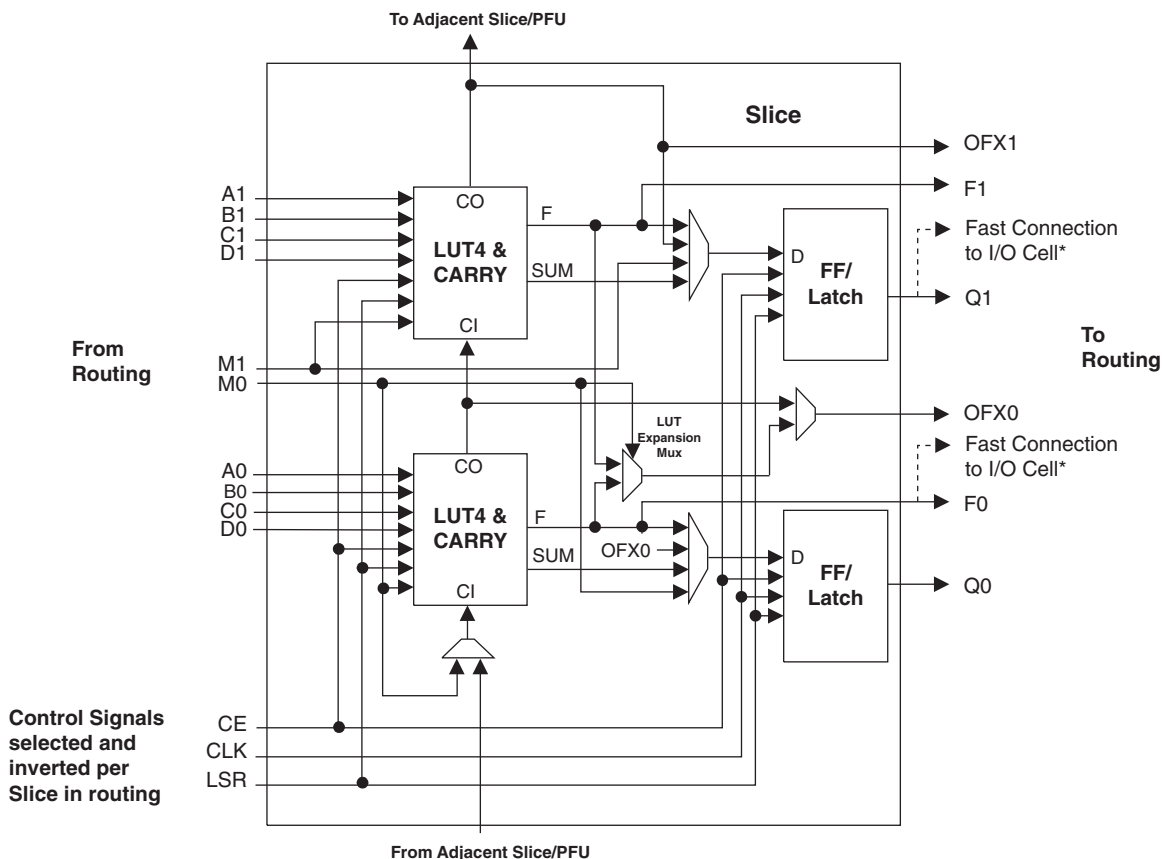 To Adjacent Slice/PFU
Slice
OFX1
F1
Fast Connection
to I/O Cell*
Q1
A1
B1
C1
D1
CO
LUT4 &
CARRY
CI
F
SUM
D
FF/
Latch
From
Routing
M1
M0
To
Routing
LUT
Expansion
Mux
OFX0
Fast Connection
to I/O Cell*
F0
A0
B0
C0
D0
CO
LUT4 &
CARRY
CI
F
OFX0
SUM
D
FF/
Latch
Q0
Control Signals
selected and
inverted per
Slice in routing
CE
CLK
LSR
From Adjacent Slice/PFU